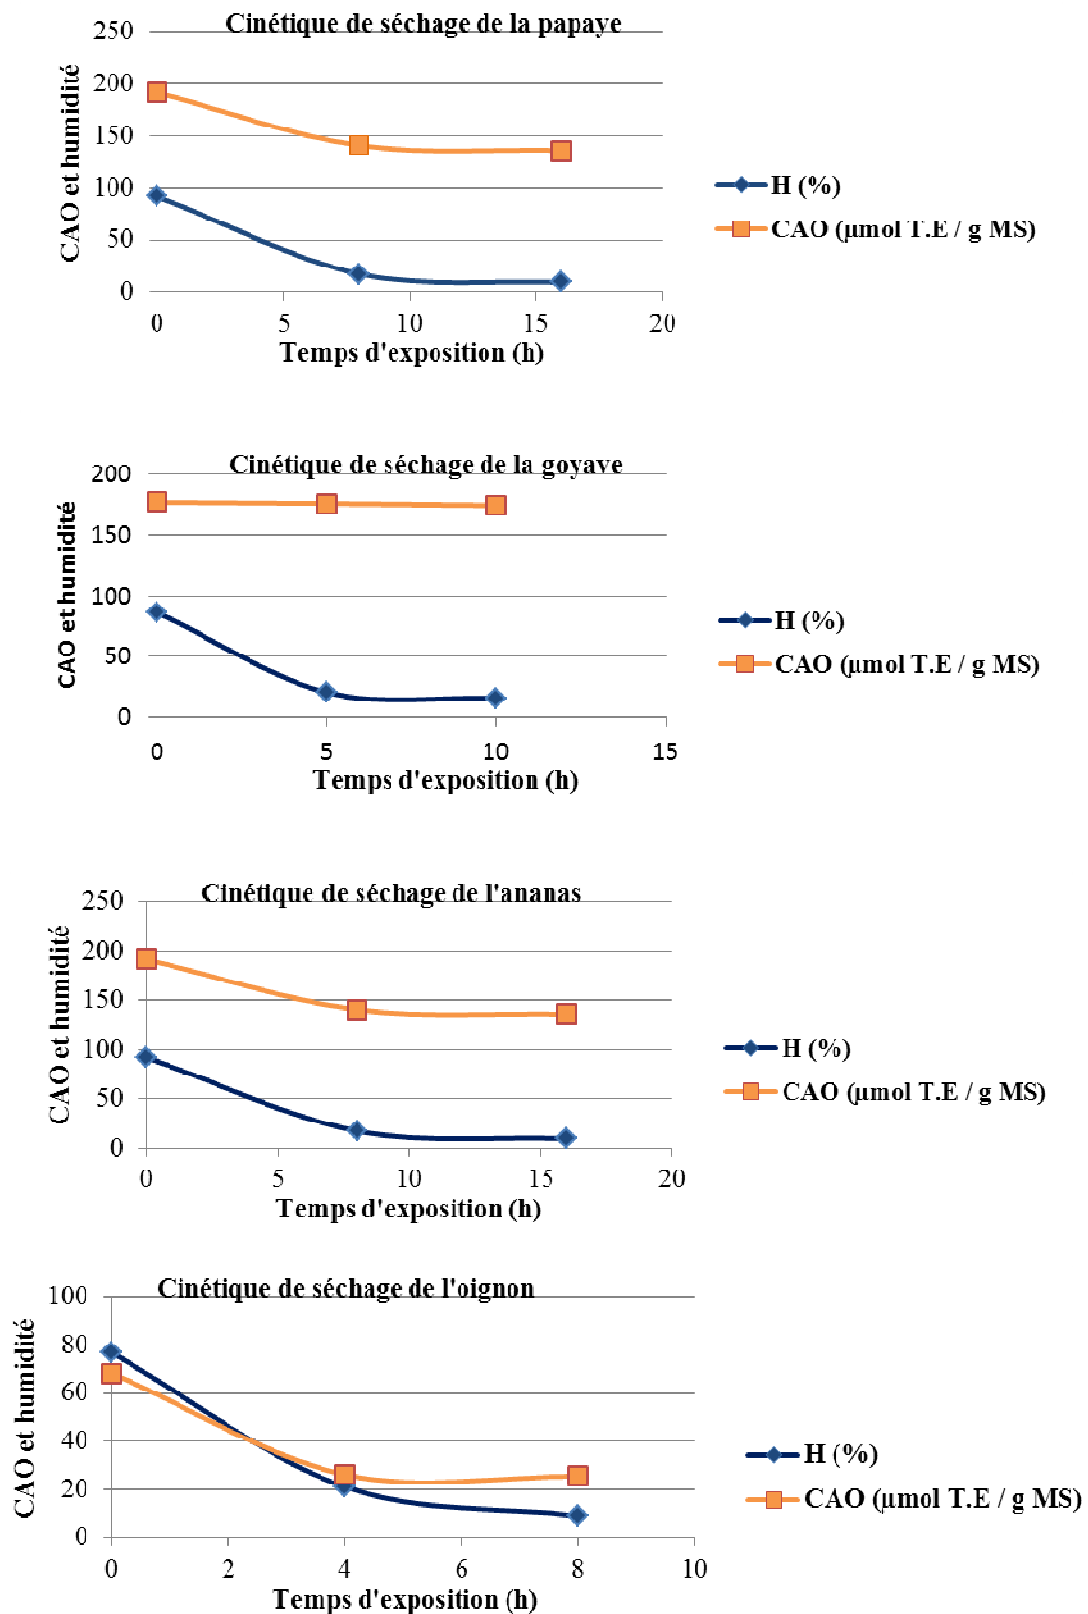 Cinétique de séchage de la papaye
CAO et humidité
250
200
150
100
50
0
0 5 10 15 20
Temps d'exposition (h)
H (%)
CAO (µmol T.E / g MS)
Cinétique de séchage de la goyave
CAO et humidité
200
150
100
50
0
0 5 10 15
Temps d'exposition (h)
H (%)
CAO (µmol T.E / g MS)
Cinétique de séchage de l'ananas
CAO et humidité
250
200
150
100
50
0
0 5 10 15 20
Temps d'exposition (h)
H (%)
CAO (µmol T.E / g MS)
Cinétique de séchage de l'oignon
CAO et humidité
100
80
60
40
20
0
0 2 4 6 8 10
Temps d'exposition (h)
H (%)
CAO (µmol T.E / g MS)